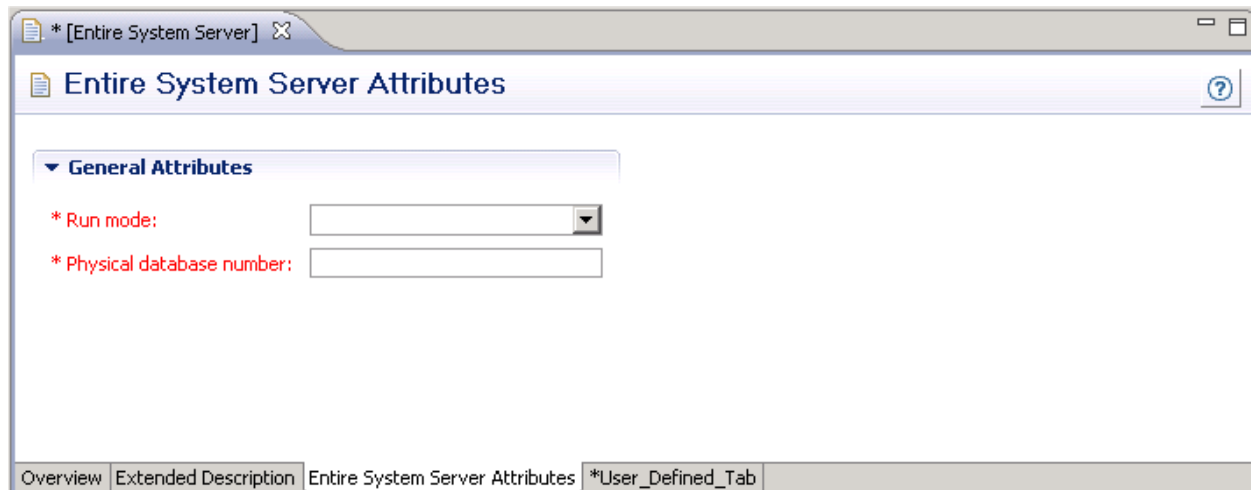 * [Entire System Server]
Entire System Server Attributes
General Attributes
* Run mode:
* Physical database number:
Overview Extended Description Entire System Server Attributes *User_Defined_Tab